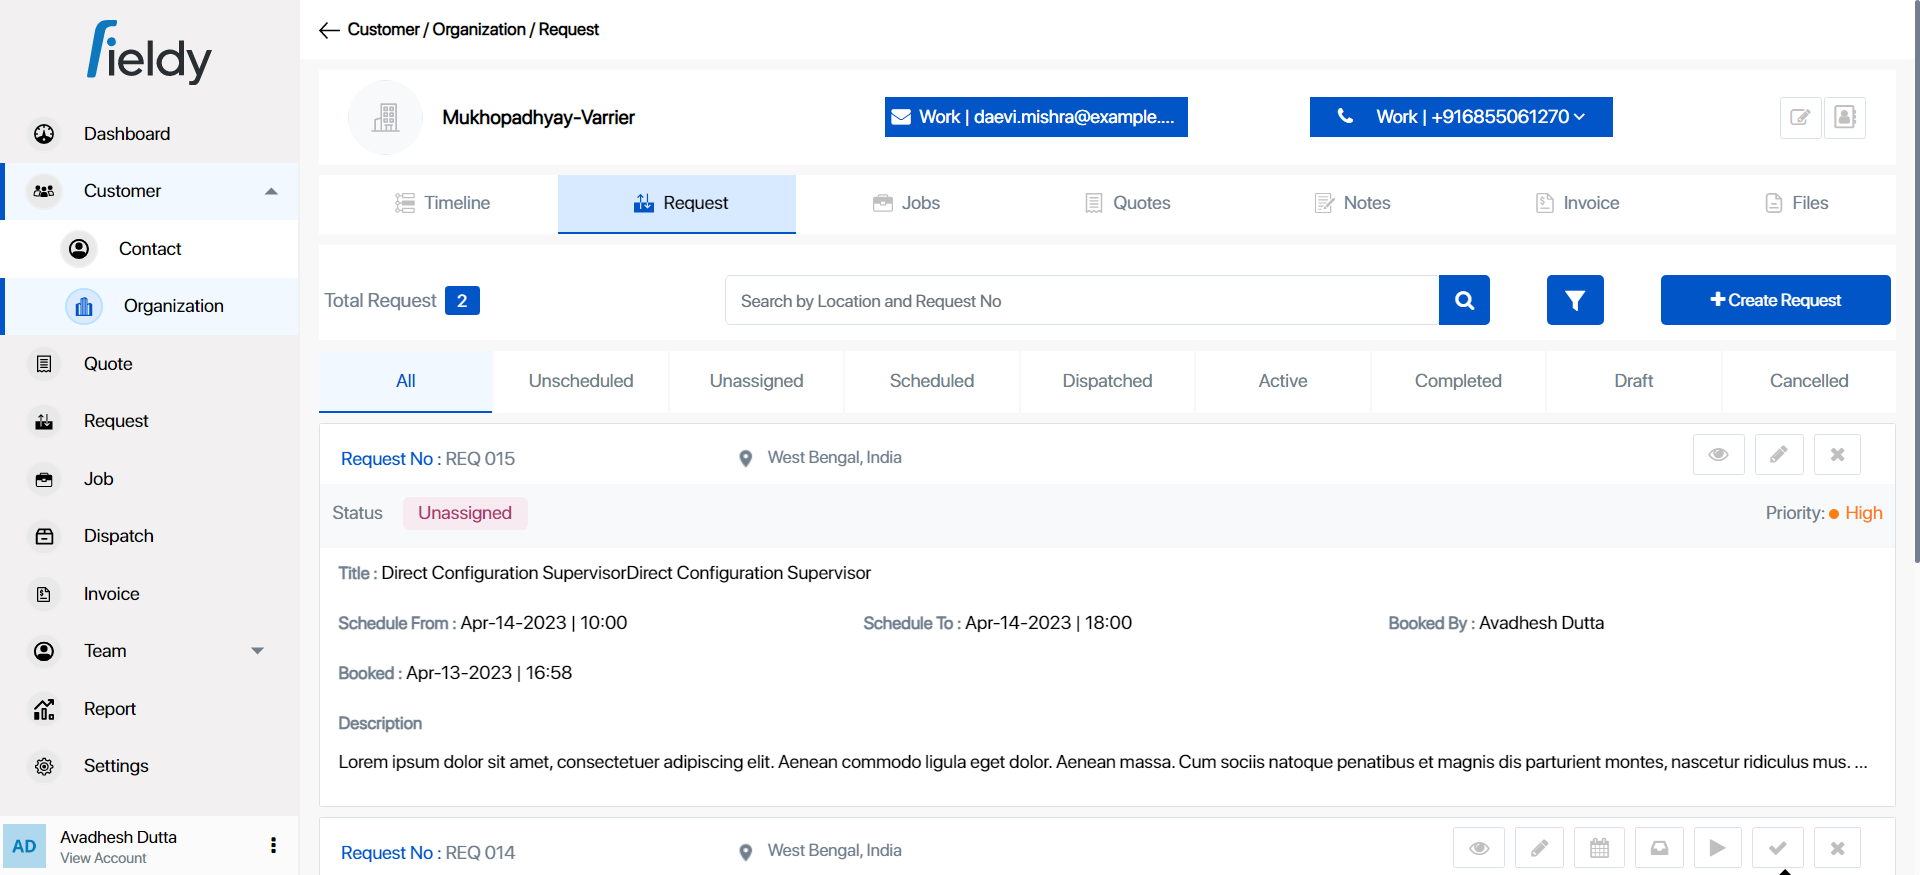 fieldy
Customer / Organization / Request
Dashboard
Customer
Contact
Organization
Quote
Request
Job
Dispatch
Invoice
Team
Report
Settings
AD
Avadhesh Dutta
View Account
Mukhopadhyay-Varrier
Work | daevi.mishra@example....
Work | +916855061270
Timeline
Request
Jobs
Quotes
Notes
Invoice
Files
Total Request 2
Search by Location and Request No
Create Request
All
Unscheduled
Unassigned
Scheduled
Dispatched
Active
Completed
Draft
Cancelled
Request No : REQ 015
West Bengal, India
Status Unassigned
Priority: High
Title : Direct Configuration SupervisorDirect Configuration Supervisor
Schedule From : Apr-14-2023 | 10:00
Schedule To : Apr-14-2023 | 18:00
Booked By : Avadhesh Dutta
Booked : Apr-13-2023 | 16:58
Description
Lorem ipsum dolor sit amet, consectetuer adipiscing elit. Aenean commodo ligula eget dolor. Aenean massa. Cum sociis natoque penatibus et magnis dis parturient montes, nascetur ridiculus mus. ...
Request No : REQ 014
West Bengal, India